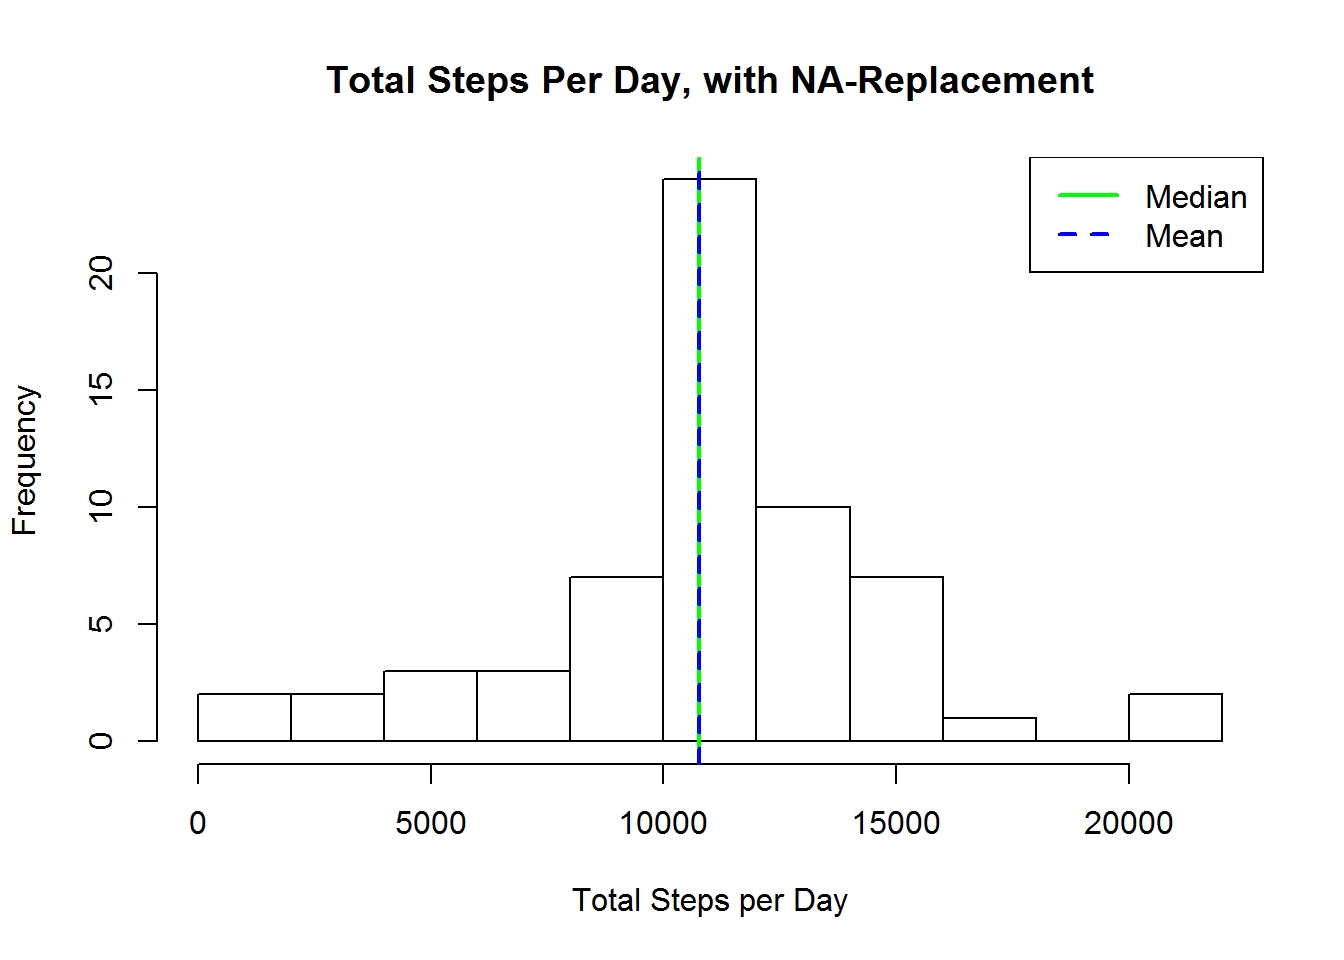 Total Steps Per Day, with NA-Replacement
Median
Mean
Frequency
20
15
10
5
0
0 5000 10000 15000 20000
Total Steps per Day